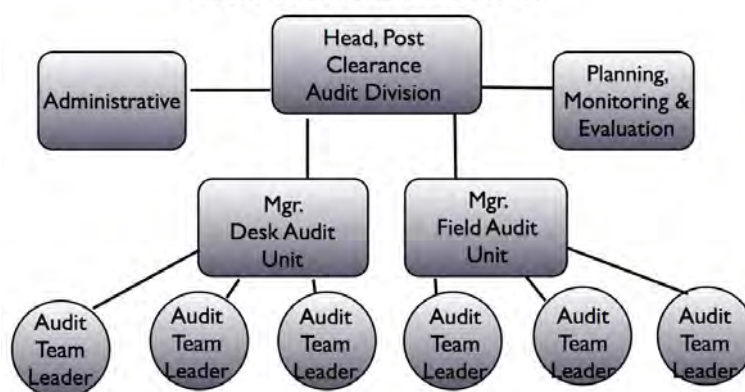 Head, Post
Clearance
Audit Division
Administrative
Planning,
Monitoring &
Evaluation
Mgr.
Desk Audit
Unit
Mgr.
Field Audit
Unit
Audit
Team
Leader
Audit
Team
Leader
Audit
Team
Leader
Audit
Team
Leader
Audit
Team
Leader
Audit
Team
Leader